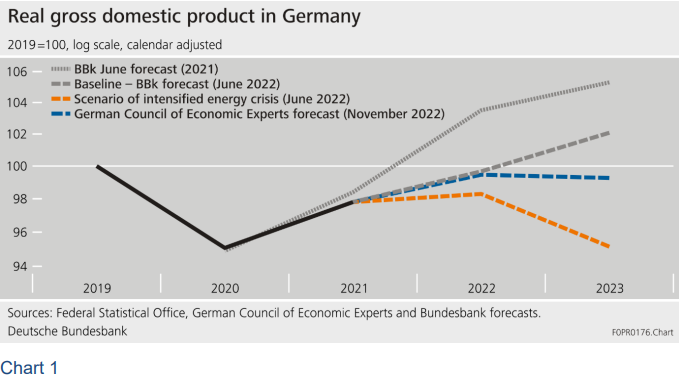 Real gross domestic product in Germany
2019=100, log scale, calendar adjusted
106
BBk June forecast (2021)
Baseline – BBk forecast (June 2022)
104
Scenario of intensified energy crisis (June 2022)
German Council of Economic Experts forecast (November 2022)
102
100
98
96
94
2019 2020 2021 2022 2023
Sources: Federal Statistical Office, German Council of Economic Experts and Bundesbank forecasts.
Deutsche Bundesbank F0PR0176.Chart
Chart 1